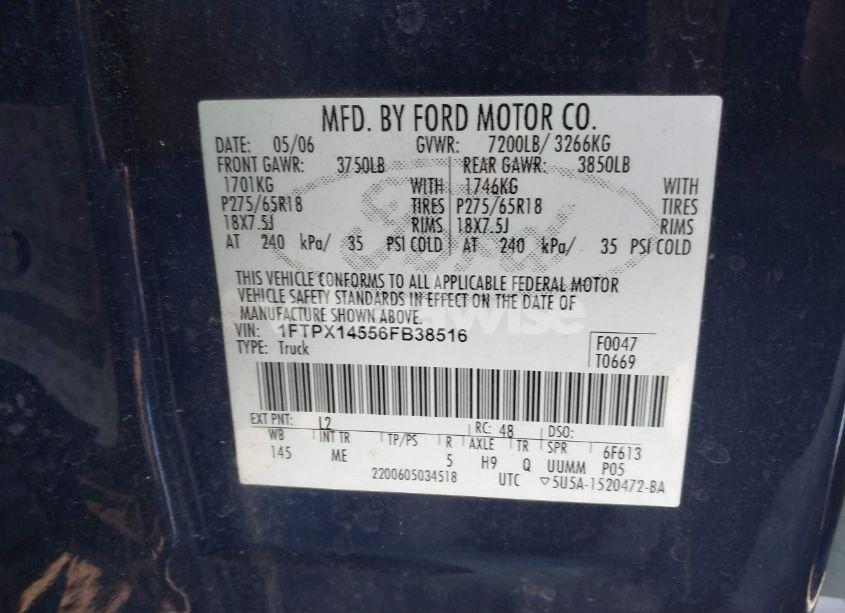 MFD. BY FORD MOTOR CO.
DATE: 05/06 GVWR: 7200LB/ 3266KG
FRONT GAWR: 3750LB REAR GAWR: 3850LB
1701KG WITH 1746KG WITH
P275/65R18 TIRES P275/65R18 TIRES
18X7.5J RIMS 18X7.5J RIMS
AT 240 kPa/ 35 PSI COLD AT 240 kPa/ 35 PSI COLD
Ford
THIS VEHICLE CONFORMS TO ALL APPLICABLE FEDERAL MOTOR
VEHICLE SAFETY STANDARDS IN EFFECT ON THE DATE OF
MANUFACTURE SHOWN ABOVE.
VIN: 1FTPX14556FB38516 F0047
TYPE: Truck T0669
EXT PNT: L2 RC: 48 DSO:
WB INT TR TP/PS R AXLE TR SPR 6F613
145 ME 5 H9 Q UUMM P05
2200605034518 UTC ▽5U5A-1520472-BA